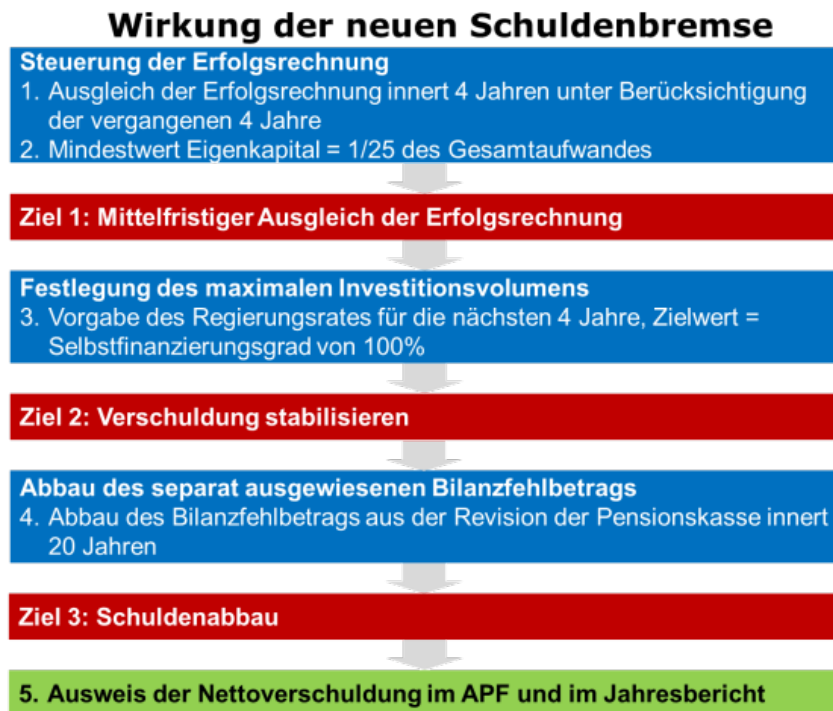 Wirkung der neuen Schuldenbremse
Steuerung der Erfolgsrechnung
1. Ausgleich der Erfolgsrechnung innert 4 Jahren unter Berücksichtigung
der vergangenen 4 Jahre
2. Mindestwert Eigenkapital = 1/25 des Gesamtaufwandes
Ziel 1: Mittelfristiger Ausgleich der Erfolgsrechnung
Festlegung des maximalen Investitionsvolumens
3. Vorgabe des Regierungsrates für die nächsten 4 Jahre, Zielwert =
Selbstfinanzierungsgrad von 100%
Ziel 2: Verschuldung stabilisieren
Abbau des separat ausgewiesenen Bilanzfehlbetrags
4. Abbau des Bilanzfehlbetrags aus der Revision der Pensionskasse innert
20 Jahren
Ziel 3: Schuldenabbau
5. Ausweis der Nettoverschuldung im APF und im Jahresbericht